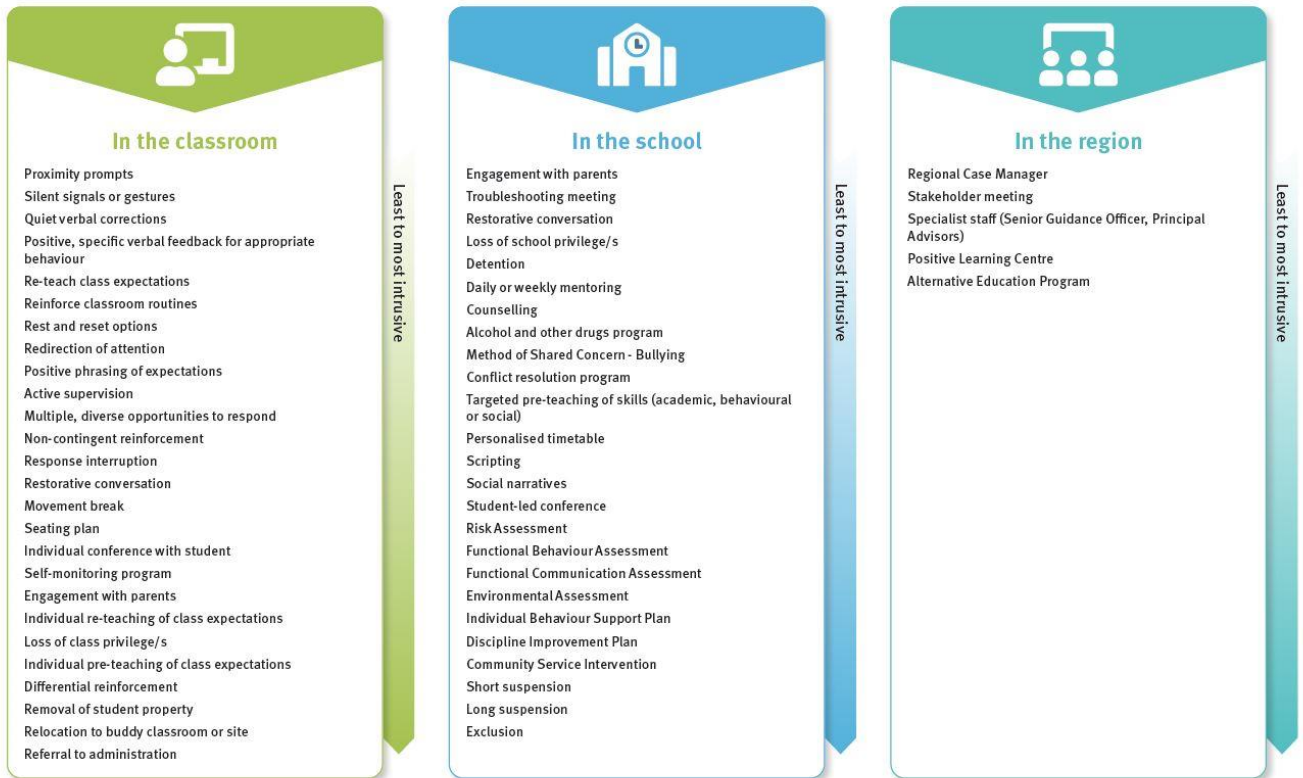 In the classroom
Proximity prompts
Silent signals or gestures
Quiet verbal corrections
Positive, specific verbal feedback for appropriate
behaviour
Re-teach class expectations
Reinforce classroom routines
Rest and reset options
Redirection of attention
Positive phrasing of expectations
Active supervision
Multiple, diverse opportunities to respond
Non-contingent reinforcement
Response interruption
Restorative conversation
Movement break
Seating plan
Individual conference with student
Self-monitoring program
Engagement with parents
Individual re-teaching of class expectations
Loss of class privilege/s
Individual pre-teaching of class expectations
Differential reinforcement
Removal of student property
Relocation to buddy classroom or site
Referral to administration
Least to most intrusive
In the school
Engagement with parents
Troubleshooting meeting
Restorative conversation
Loss of school privilege/s
Detention
Daily or weekly mentoring
Counselling
Alcohol and other drugs program
Method of Shared Concern - Bullying
Conflict resolution program
Targeted pre-teaching of skills (academic, behavioural
or social)
Personalised timetable
Scripting
Social narratives
Student-led conference
Risk Assessment
Functional Behaviour Assessment
Functional Communication Assessment
Environmental Assessment
Individual Behaviour Support Plan
Discipline Improvement Plan
Community Service Intervention
Short suspension
Long suspension
Exclusion
Least to most intrusive
In the region
Regional Case Manager
Stakeholder meeting
Specialist staff (Senior Guidance Officer, Principal
Advisors)
Positive Learning Centre
Alternative Education Program
Least to most intrusive